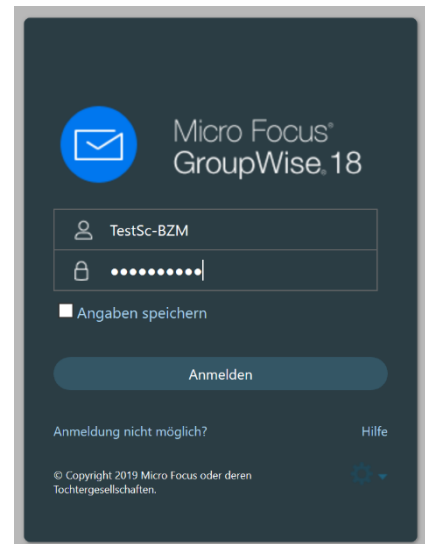 Micro Focus®
GroupWise® 18
TestSc-BZM
••••••••••
Angaben speichern
Anmelden
Anmeldung nicht möglich?
Hilfe
© Copyright 2019 Micro Focus oder deren
Tochtergesellschaften.